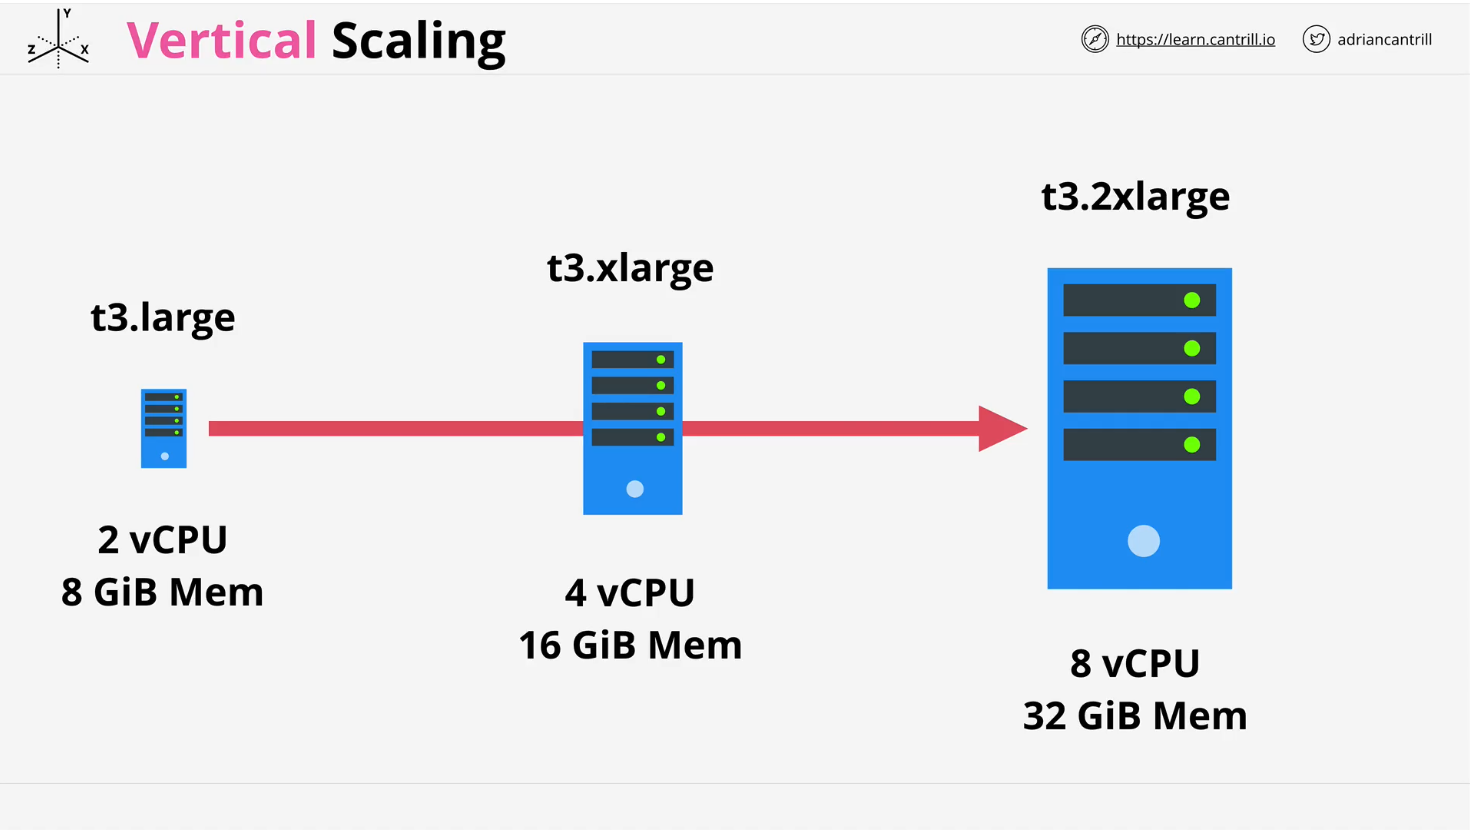 Y
Z
X
Vertical Scaling
https://learn.cantrill.io
adriancantrill
t3.large
2 vCPU
8 GiB Mem
t3.xlarge
4 vCPU
16 GiB Mem
t3.2xlarge
8 vCPU
32 GiB Mem